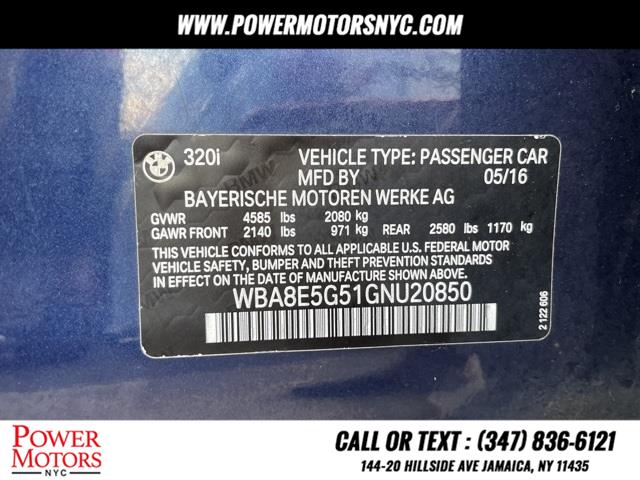 WWW.POWERMOTORSNYC.COM
BMW 320i VEHICLE TYPE: PASSENGER CAR
MFD BY 05/16
BAYERISCHE MOTOREN WERKE AG
GVWR 4585 lbs 2080 kg
GAWR FRONT 2140 lbs 971 kg REAR 2580 lbs 1170 kg
THIS VEHICLE CONFORMS TO ALL APPLICABLE U.S. FEDERAL MOTOR
VEHICLE SAFETY, BUMPER AND THEFT PREVENTION STANDARDS
IN EFFECT ON THE DATE OF MANUFACTURE SHOWN ABOVE.
WBA8E5G51GNU20850
2 122 606
POWER
MOTORS
NYC
CALL OR TEXT : (347) 836-6121
144-20 HILLSIDE AVE JAMAICA, NY 11435